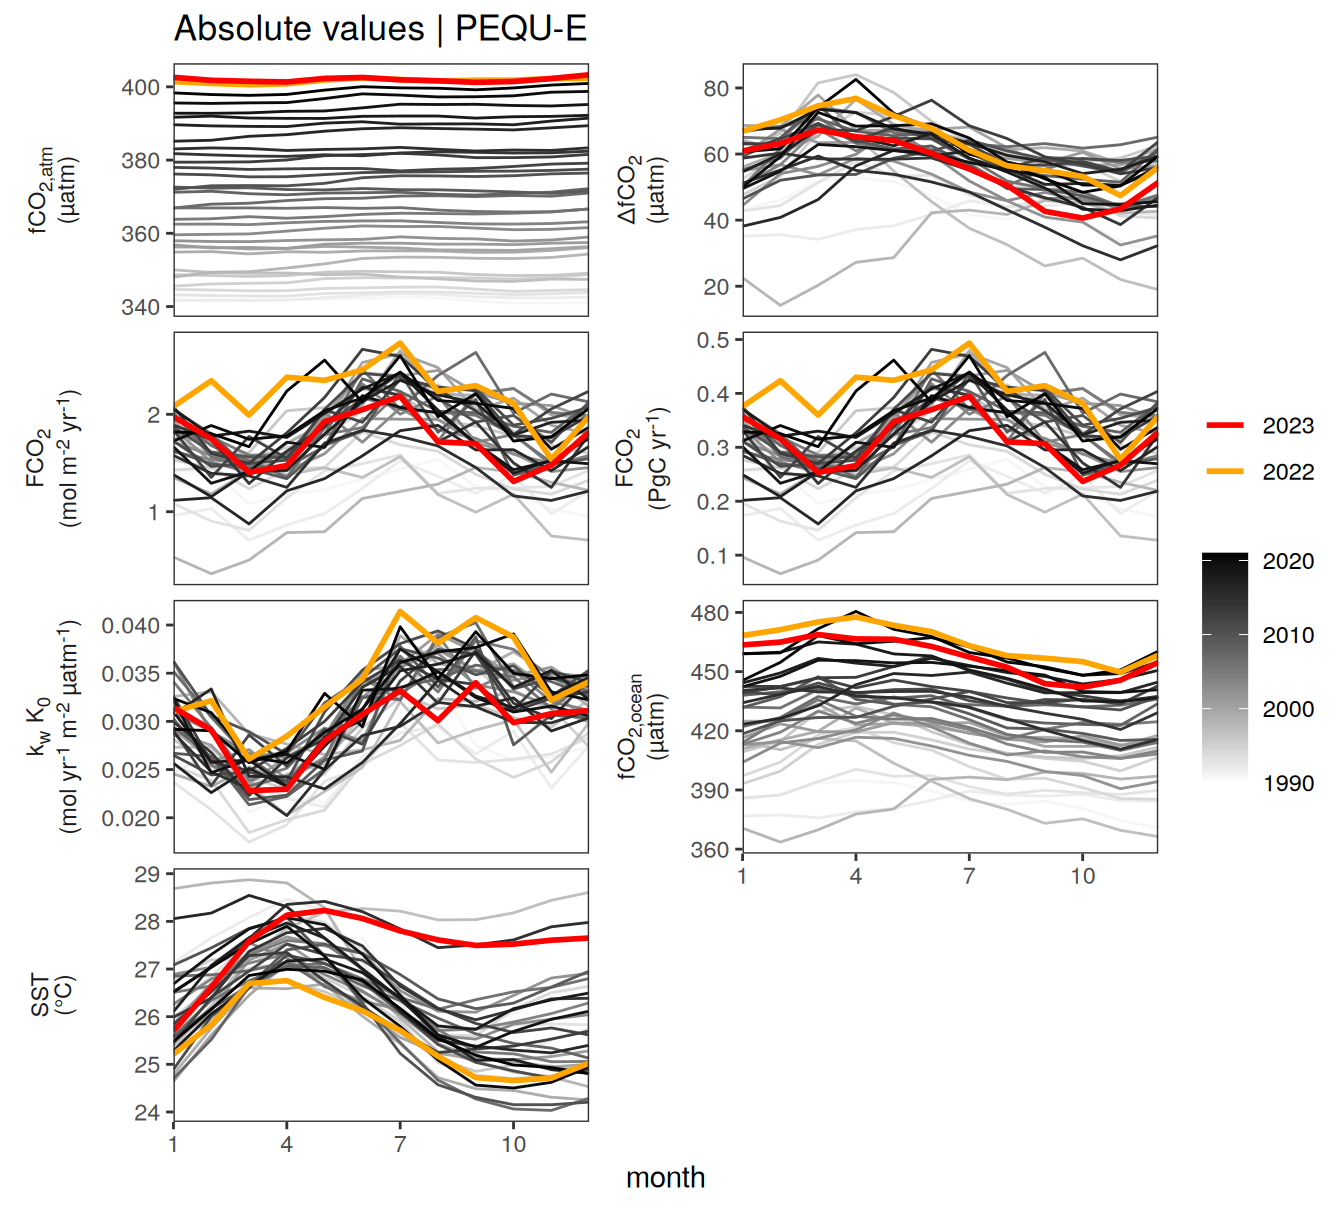 Absolute values | PEQU-E
fCO2,atm
(µatm)
400
380
360
340
ΔfCO2
(µatm)
80
60
40
20
FCO2
(mol m-2 yr-1)
2
1
FCO2
(PgC yr-1)
0.5
0.4
0.3
0.2
0.1
kw K0
(mol yr-1 m-2 µatm-1)
0.040
0.035
0.030
0.025
0.020
fCO2,ocean
(µatm)
480
450
420
390
360
1
4
7
10
SST
(°C)
29
28
27
26
25
24
1
4
7
10
month
2023
2022
2020
2010
2000
1990